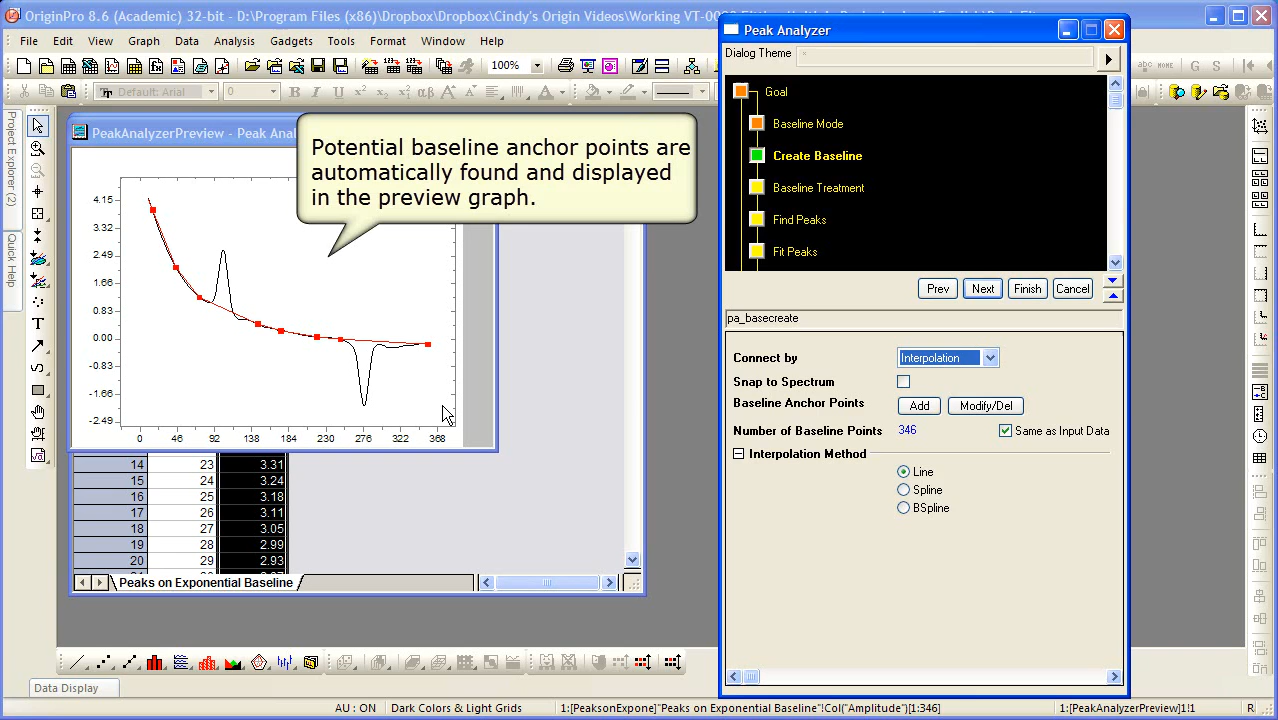 OriginPro 8.6 (Academic) 32-bit - D:\Program Files (x86)\Dropbox\Dropbox\Cindy's Origin Videos\Working VT-00
File Edit View Graph Data Analysis Gadgets Tools Format Window Help
100%
Default: Arial 0
B I U
Project Explorer (2)
Quick Help
PeakAnalyzerPreview - Peak Anal
Potential baseline anchor points are
automatically found and displayed
in the preview graph.
4.15
3.32
2.49
1.66
0.83
0.00
-0.83
-1.66
-2.49
0 46 92 138 184 230 276 322 368
14 23 3.31
15 24 3.24
16 25 3.18
17 26 3.11
18 27 3.05
19 28 2.99
20 29 2.93
Peaks on Exponential Baseline
Peak Analyzer
Dialog Theme *
Goal
Baseline Mode
Create Baseline
Baseline Treatment
Find Peaks
Fit Peaks
Prev Next Finish Cancel
pa_basecreate
Connect by Interpolation
Snap to Spectrum
Baseline Anchor Points Add Modify/Del
Number of Baseline Points 346 Same as Input Data
Interpolation Method
Line
Spline
BSpline
Data Display
AU : ON Dark Colors & Light Grids 1:[PeaksonExpone]"Peaks on Exponential Baseline"!Col("Amplitude")[1:346] 1:[PeakAnalyzerPreview]1!1 R